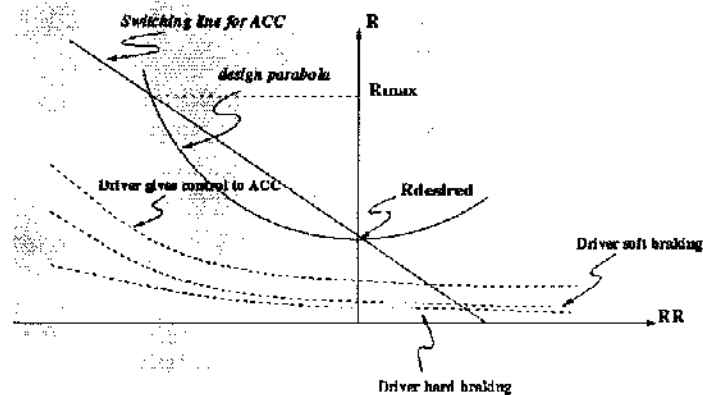 Switching line for ACC
R
design parabola
Rmax
Driver gives control to ACC
Rdesired
Driver soft braking
RR
Driver hard braking